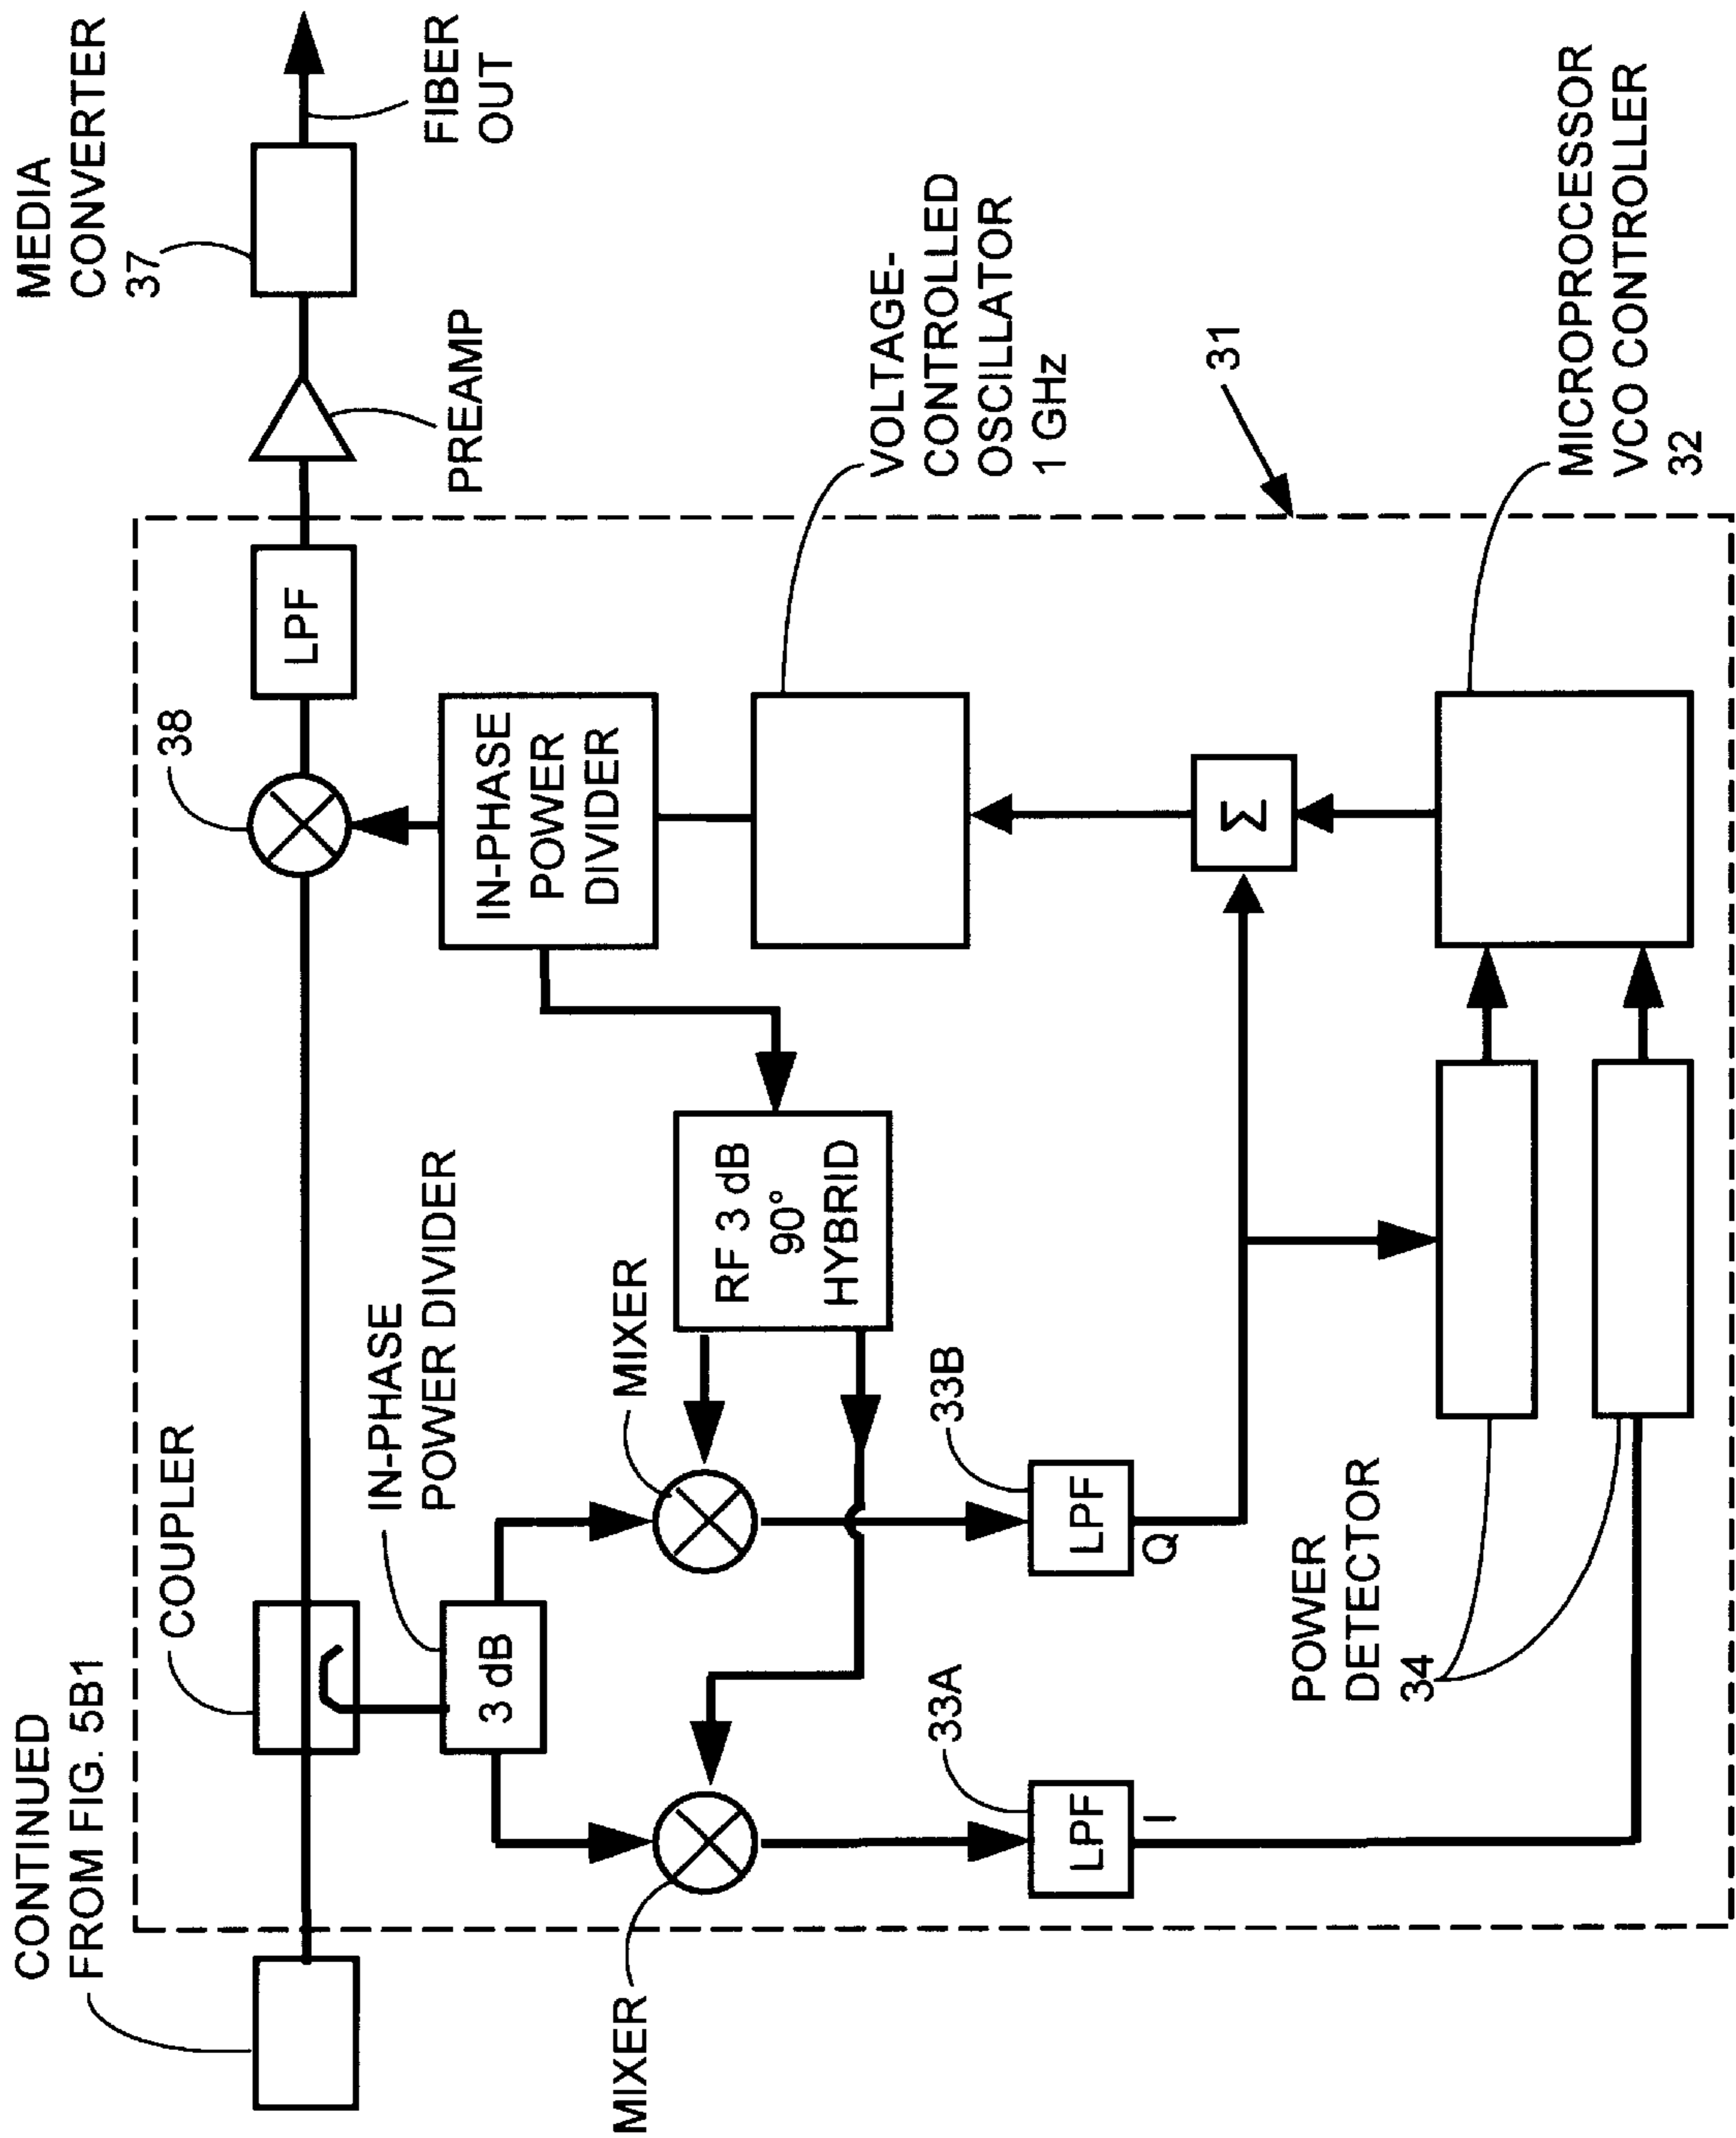 CONTINUED
FROM FIG. 5B1
COUPLER
IN-PHASE
POWER DIVIDER
3 dB
MIXER
MIXER
RF 3 dB
90°
HYBRID
38
LPF
IN-PHASE
POWER
DIVIDER
PREAMP
MEDIA
CONVERTER
37
FIBER
OUT
VOLTAGE-
CONTROLLED
OSCILLATOR
1 GHz
31
33A
LPF
I
33B
LPF
Q
Σ
POWER
DETECTOR
34
MICROPROCESSOR
VCO CONTROLLER
32